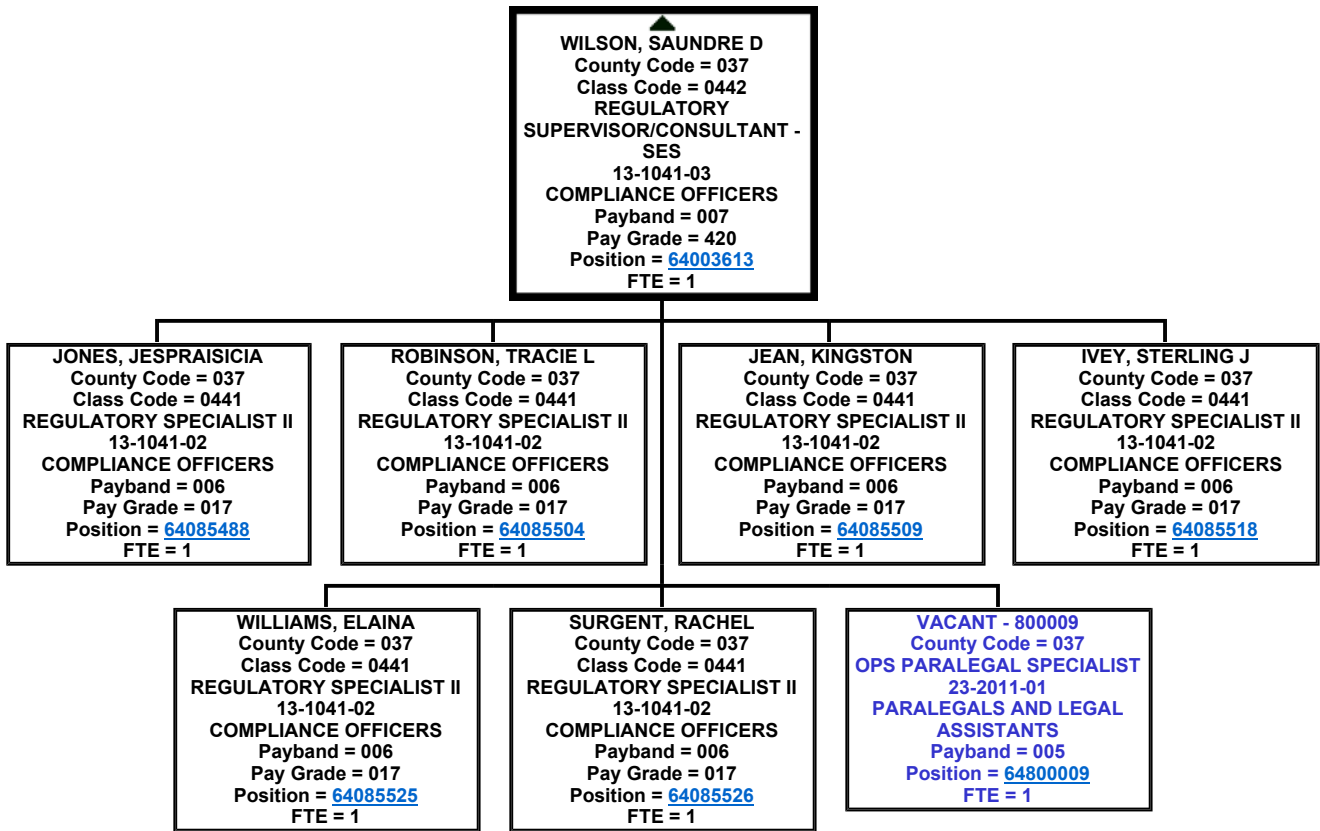 WILSON, SAUNDRE D
County Code = 037
Class Code = 0442
REGULATORY
SUPERVISOR/CONSULTANT -
SES
13-1041-03
COMPLIANCE OFFICERS
Payband = 007
Pay Grade = 420
Position = 64003613
FTE = 1
JONES, JESPRAISICIA
County Code = 037
Class Code = 0441
REGULATORY SPECIALIST II
13-1041-02
COMPLIANCE OFFICERS
Payband = 006
Pay Grade = 017
Position = 64085488
FTE = 1
ROBINSON, TRACIE L
County Code = 037
Class Code = 0441
REGULATORY SPECIALIST II
13-1041-02
COMPLIANCE OFFICERS
Payband = 006
Pay Grade = 017
Position = 64085504
FTE = 1
JEAN, KINGSTON
County Code = 037
Class Code = 0441
REGULATORY SPECIALIST II
13-1041-02
COMPLIANCE OFFICERS
Payband = 006
Pay Grade = 017
Position = 64085509
FTE = 1
IVEY, STERLING J
County Code = 037
Class Code = 0441
REGULATORY SPECIALIST II
13-1041-02
COMPLIANCE OFFICERS
Payband = 006
Pay Grade = 017
Position = 64085518
FTE = 1
WILLIAMS, ELAINA
County Code = 037
Class Code = 0441
REGULATORY SPECIALIST II
13-1041-02
COMPLIANCE OFFICERS
Payband = 006
Pay Grade = 017
Position = 64085525
FTE = 1
SURGENT, RACHEL
County Code = 037
Class Code = 0441
REGULATORY SPECIALIST II
13-1041-02
COMPLIANCE OFFICERS
Payband = 006
Pay Grade = 017
Position = 64085526
FTE = 1
VACANT - 800009
County Code = 037
OPS PARALEGAL SPECIALIST
23-2011-01
PARALEGALS AND LEGAL
ASSISTANTS
Payband = 005
Position = 64800009
FTE = 1